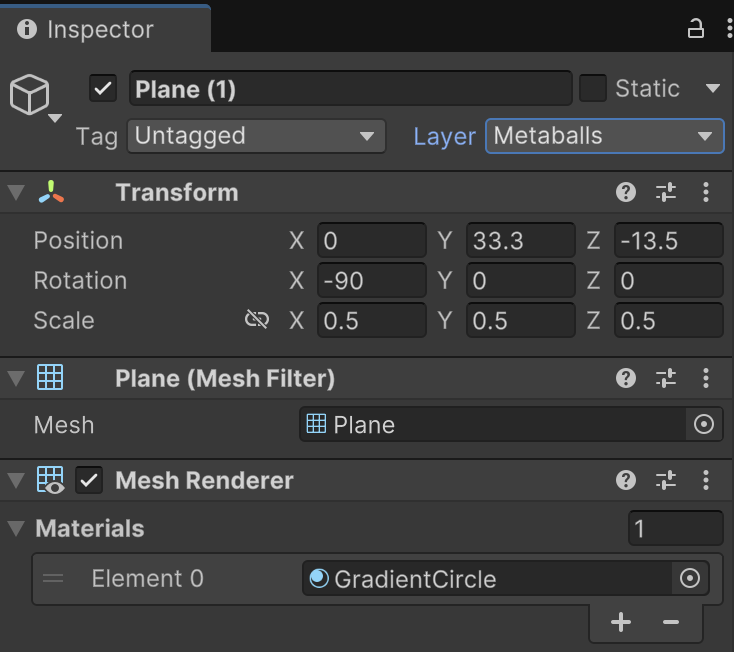 Inspector
Plane (1) Static
Tag Untagged Layer Metaballs
Transform
Position X 0 Y 33.3 Z -13.5
Rotation X -90 Y 0 Z 0
Scale X 0.5 Y 0.5 Z 0.5
Plane (Mesh Filter)
Mesh Plane
Mesh Renderer
Materials 1
Element 0 GradientCircle